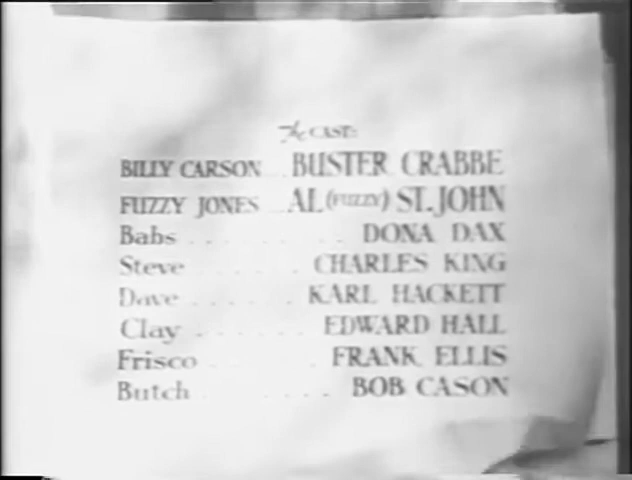 The CAST:
BILLY CARSON .. BUSTER CRABBE
FUZZY JONES .. AL (FUZZY) ST. JOHN
Babs . . . . . . . DONA DAX
Steve . . . . . . CHARLES KING
Dave . . . . . . KARL HACKETT
Clay . . . . . . EDWARD HALL
Frisco . . . . . . FRANK ELLIS
Butch . . . . . . BOB CASON